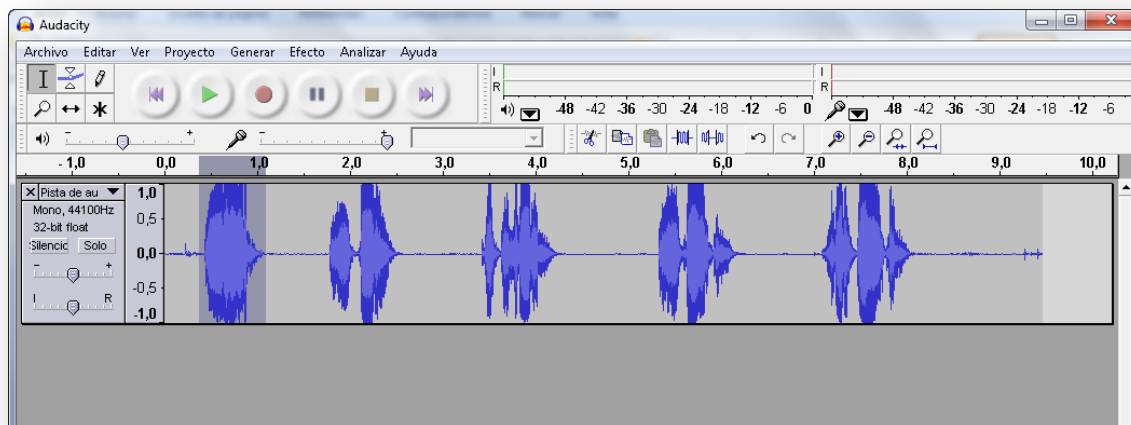 Audacity
Archivo Editar Ver Proyecto Generar Efecto Analizar Ayuda
I
R
-48 -42 -36 -30 -24 -18 -12 -6 0
I
R
-48 -42 -36 -30 -24 -18 -12 -6
- +
- +
- 1,0 0,0 1,0 2,0 3,0 4,0 5,0 6,0 7,0 8,0 9,0 10,0
X Pista de au
Mono, 44100Hz
32-bit float
Silencio Solo
- +
I R
1,0
0,5
0,0
-0,5
-1,0